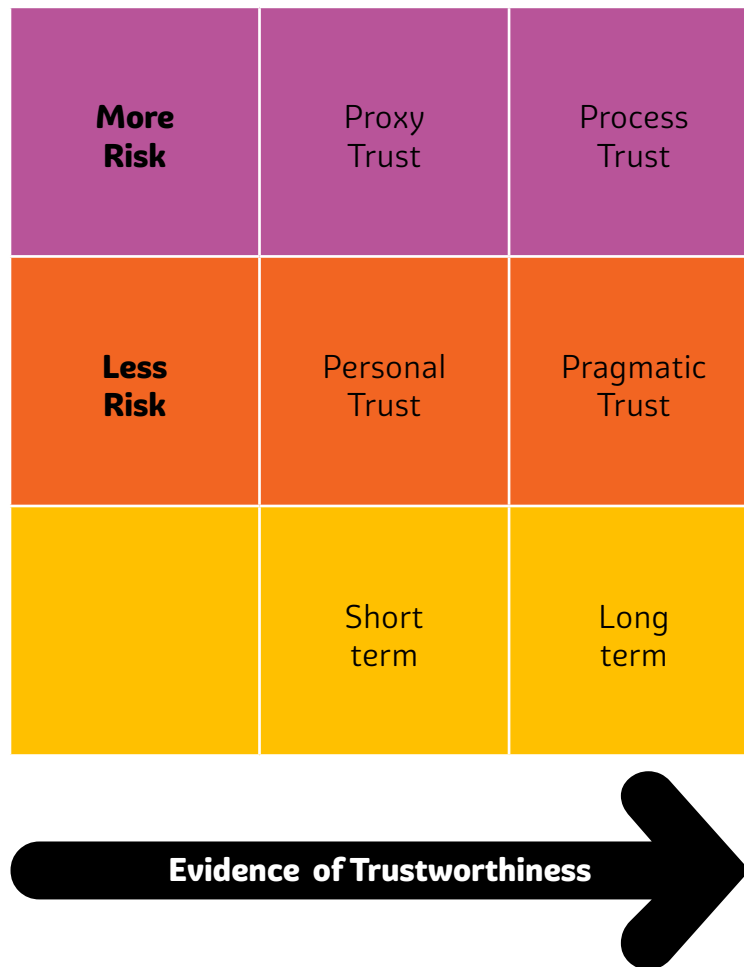 More
Risk
Proxy
Trust
Process
Trust
Less
Risk
Personal
Trust
Pragmatic
Trust
Short
term
Long
term
Evidence of Trustworthiness